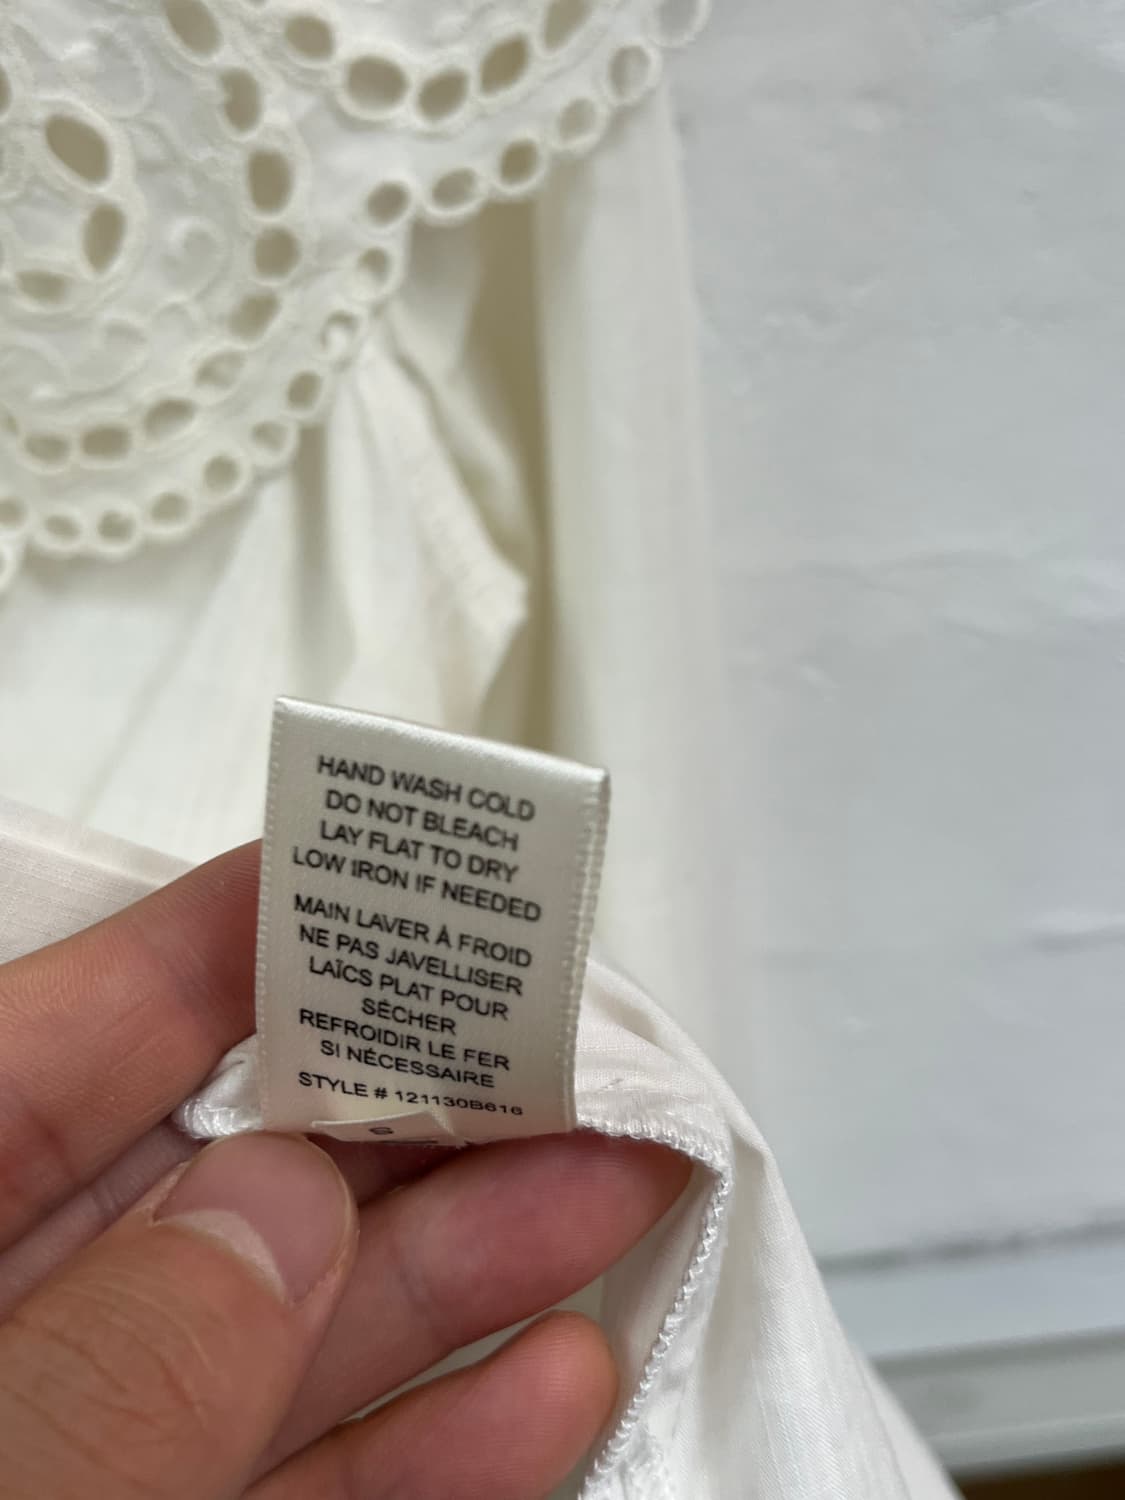 HAND WASH COLD
DO NOT BLEACH
LAY FLAT TO DRY
LOW IRON IF NEEDED
MAIN LAVER À FROID
NE PAS JAVELLISER
LAÏCS PLAT POUR
SÉCHER
REFROIDIR LE FER
SI NÉCESSAIRE
STYLE # 121130B616